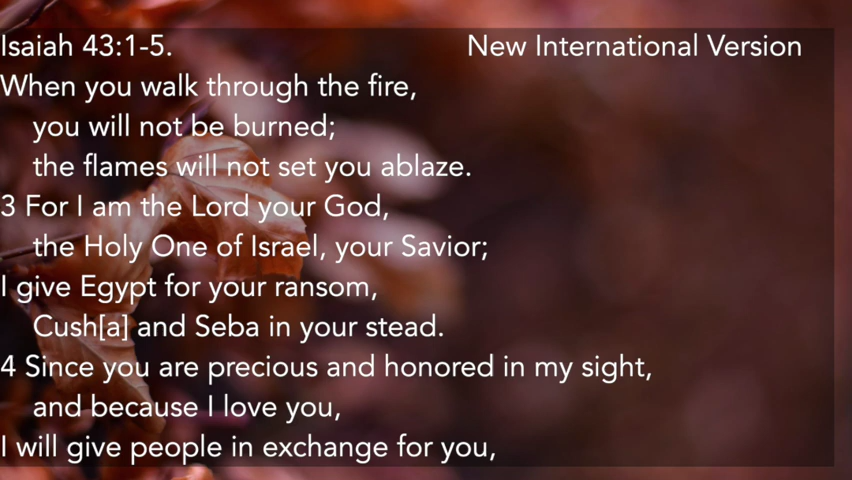 Isaiah 43:1-5. New International Version
When you walk through the fire,
you will not be burned;
the flames will not set you ablaze.
3 For I am the Lord your God,
the Holy One of Israel, your Savior;
I give Egypt for your ransom,
Cush[a] and Seba in your stead.
4 Since you are precious and honored in my sight,
and because I love you,
I will give people in exchange for you,